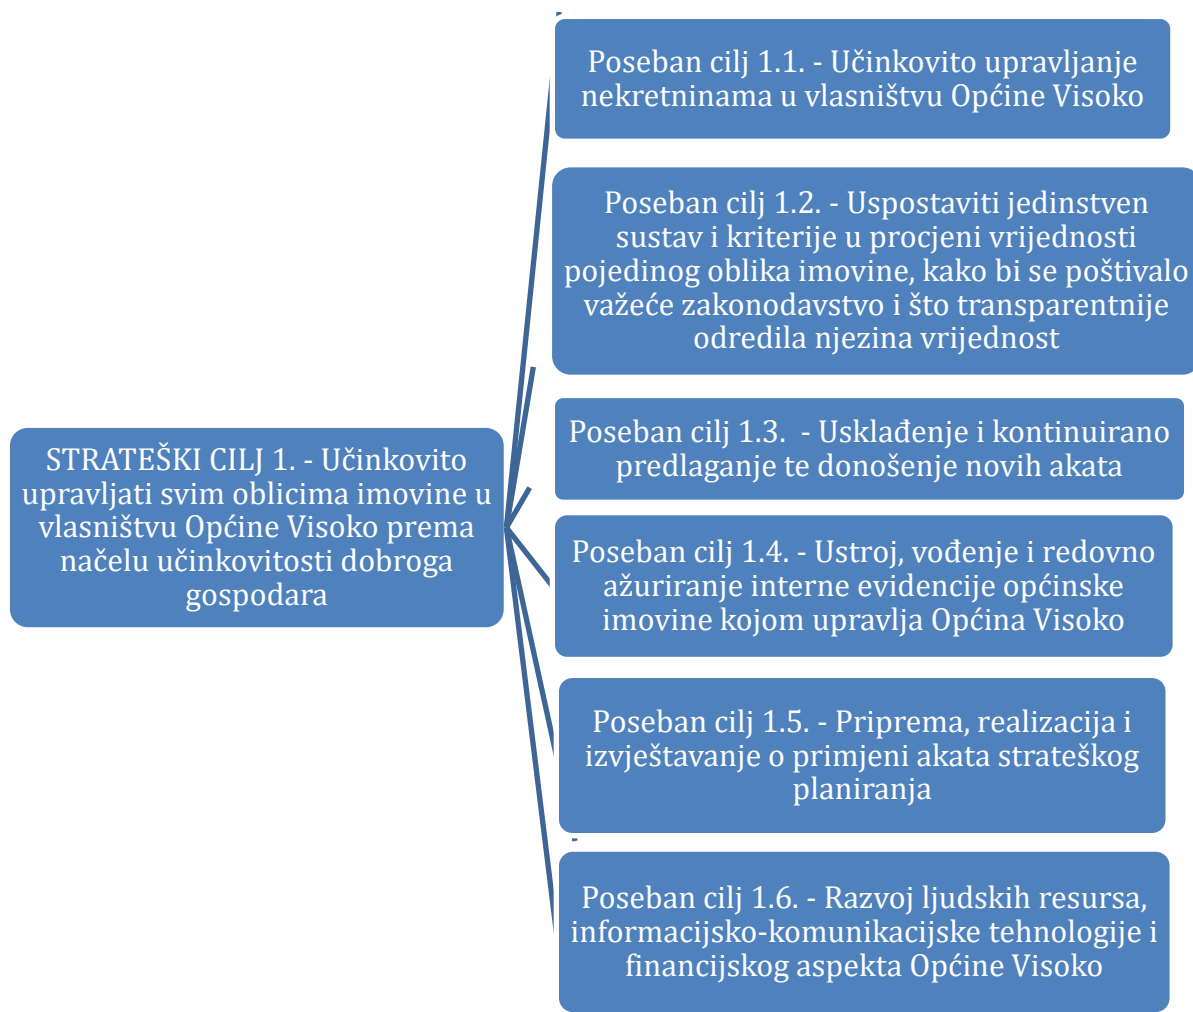 STRATEŠKI CILJ 1. - Učinkovito
upravljati svim oblicima imovine u
vlasništvu Općine Visoko prema
načelu učinkovitosti dobroga
gospodara
Poseban cilj 1.1. - Učinkovito upravljanje
nekretninama u vlasništvu Općine Visoko
Poseban cilj 1.2. - Uspostaviti jedinstven
sustav i kriterije u procjeni vrijednosti
pojedinog oblika imovine, kako bi se poštivalo
važeće zakonodavstvo i što transparentnije
odredila njezina vrijednost
Poseban cilj 1.3.  - Usklađenje i kontinuirano
predlaganje te donošenje novih akata
Poseban cilj 1.4. - Ustroj, vođenje i redovno
ažuriranje interne evidencije općinske
imovine kojom upravlja Općina Visoko
Poseban cilj 1.5. - Priprema, realizacija i
izvještavanje o primjeni akata strateškog
planiranja
Poseban cilj 1.6. - Razvoj ljudskih resursa,
informacijsko-komunikacijske tehnologije i
financijskog aspekta Općine Visoko